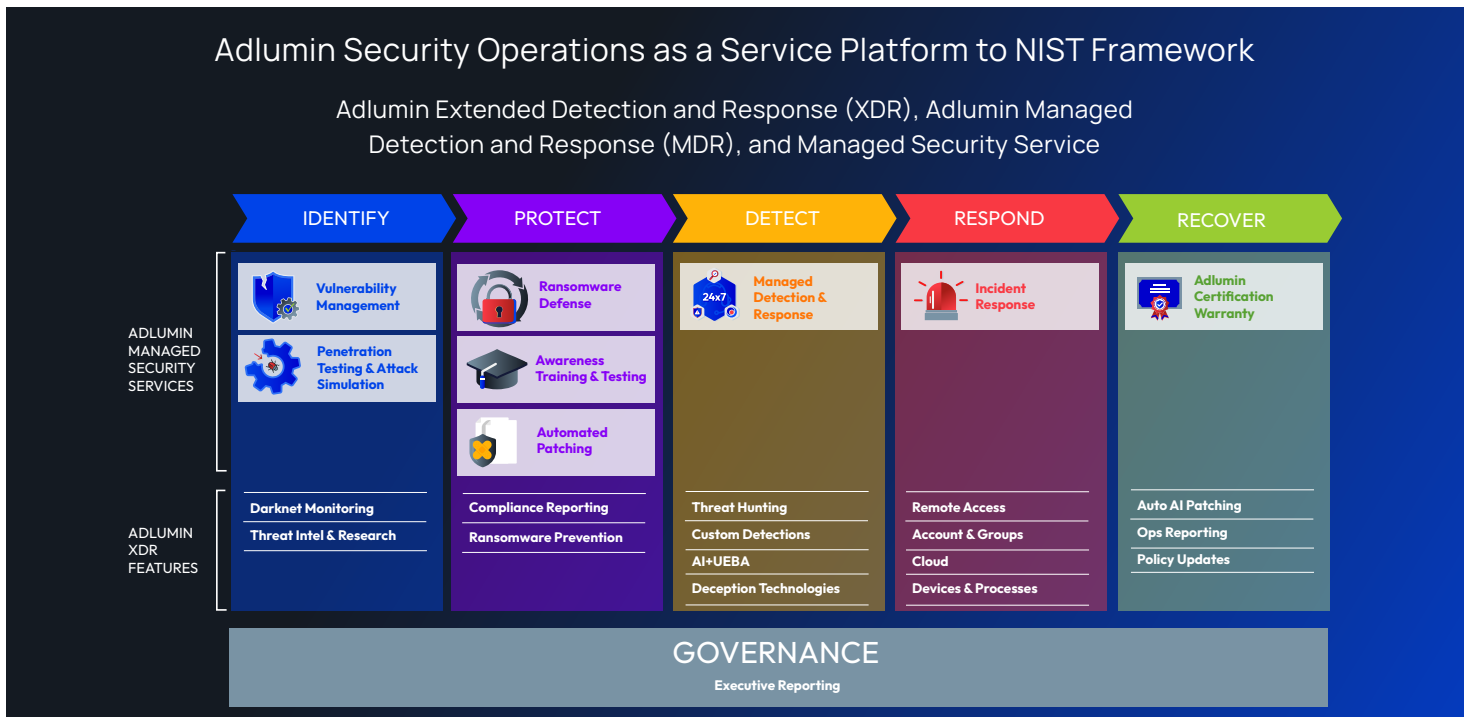 Adlumin Security Operations as a Service Platform to NIST Framework
Adlumin Extended Detection and Response (XDR), Adlumin Managed
Detection and Response (MDR), and Managed Security Service
IDENTIFY
PROTECT
DETECT
RESPOND
RECOVER
ADLUMIN
MANAGED
SECURITY
SERVICES
Vulnerability
Management
Penetration
Testing & Attack
Simulation
Ransomware
Defense
Awareness
Training & Testing
Automated
Patching
24x7
Managed
Detection &
Response
Incident
Response
Adlumin
Certification
Warranty
ADLUMIN
XDR
FEATURES
Darknet Monitoring
Threat Intel & Research
Compliance Reporting
Ransomware Prevention
Threat Hunting
Custom Detections
AI+UEBA
Deception Technologies
Remote Access
Account & Groups
Cloud
Devices & Processes
Auto AI Patching
Ops Reporting
Policy Updates
GOVERNANCE
Executive Reporting